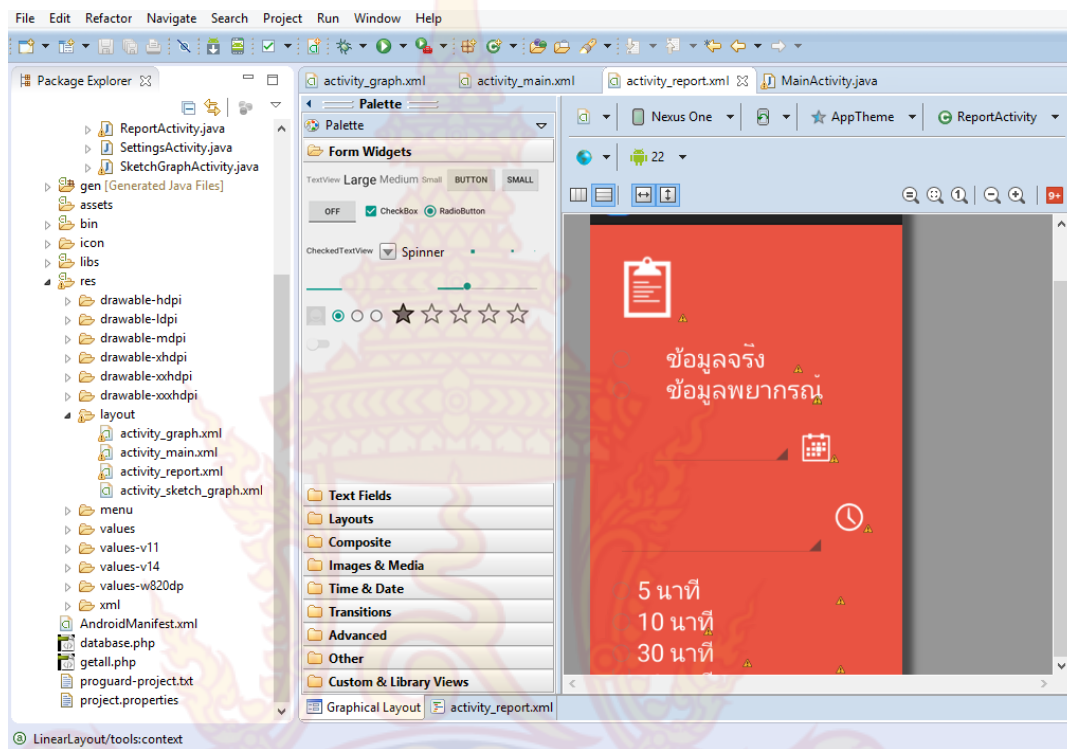 File Edit Refactor Navigate Search Project Run Window Help
Package Explorer
ReportActivity.java
SettingsActivity.java
SketchGraphActivity.java
gen [Generated Java Files]
assets
bin
icon
libs
res
drawable-hdpi
drawable-ldpi
drawable-mdpi
drawable-xhdpi
drawable-xxhdpi
drawable-xxxhdpi
layout
activity_graph.xml
activity_main.xml
activity_report.xml
activity_sketch_graph.xml
menu
values
values-v11
values-v14
values-w820dp
xml
AndroidManifest.xml
database.php
getall.php
proguard-project.txt
project.properties
activity_graph.xml activity_main.xml activity_report.xml MainActivity.java
Palette
Palette
Form Widgets
TextView Large Medium Small BUTTON SMALL
OFF CheckBox RadioButton
CheckedTextView Spinner
Text Fields
Layouts
Composite
Images & Media
Time & Date
Transitions
Advanced
Other
Custom & Library Views
Graphical Layout activity_report.xml
Nexus One AppTheme ReportActivity
22
1 9+
ข้อมูลจริง
ข้อมูลพยากรณ์
5 นาที
10 นาที
30 นาที
LinearLayout/tools:context